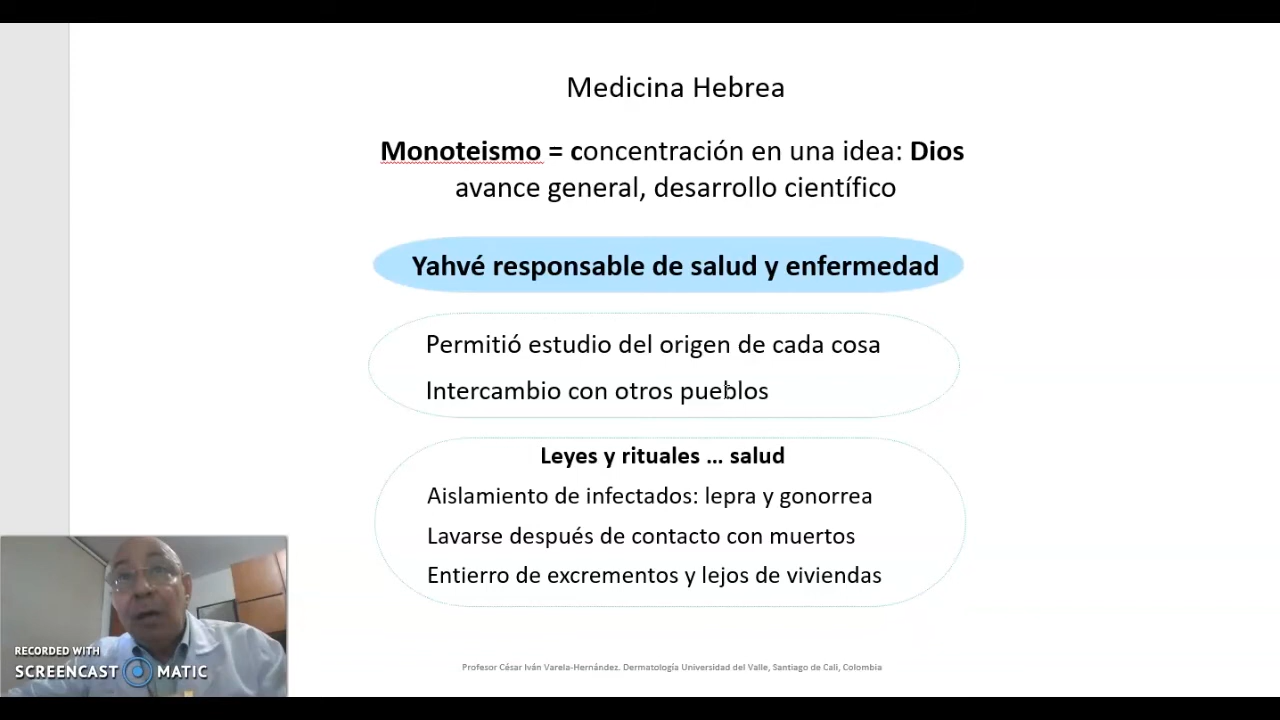 Medicina Hebrea
Monoteismo = concentración en una idea: Dios
avance general, desarrollo científico
Yahvé responsable de salud y enfermedad
Permitió estudio del origen de cada cosa
Intercambio con otros pueblos
Leyes y rituales ... salud
Aislamiento de infectados: lepra y gonorrea
Lavarse después de contacto con muertos
Entierro de excrementos y lejos de viviendas
RECORDED WITH
SCREENCAST MATIC
Profesor César Iván Varela-Hernández. Dermatología Universidad del Valle, Santiago de Cali, Colombia